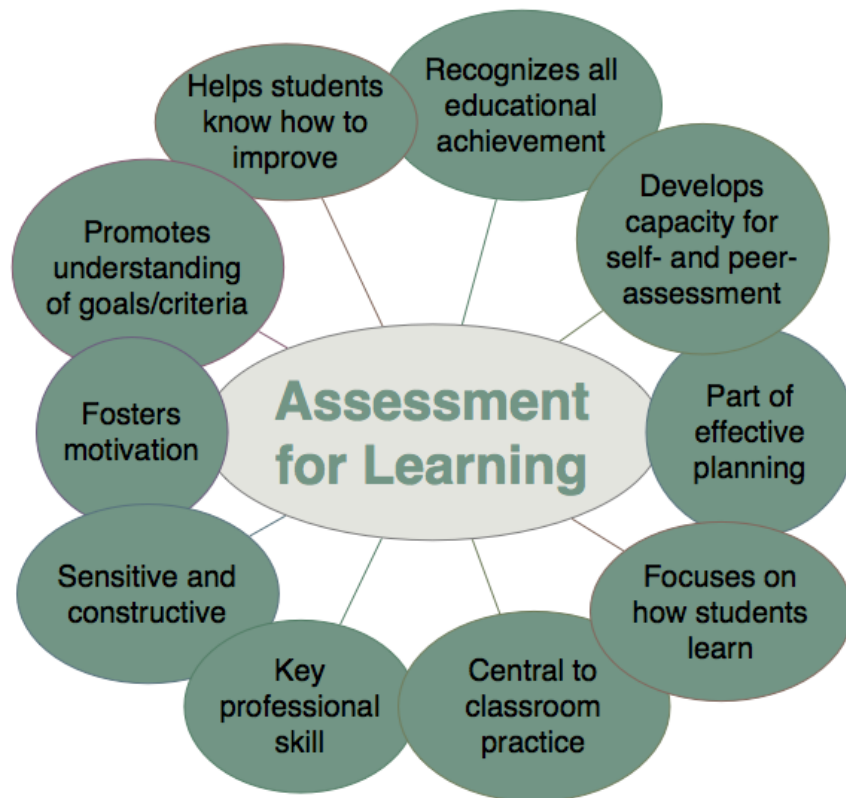 Assessment
for Learning
Recognizes all
educational
achievement
Develops
capacity for
self- and peer-
assessment
Part of
effective
planning
Focuses on
how students
learn
Central to
classroom
practice
Key
professional
skill
Sensitive and
constructive
Fosters
motivation
Promotes
understanding
of goals/criteria
Helps students
know how to
improve